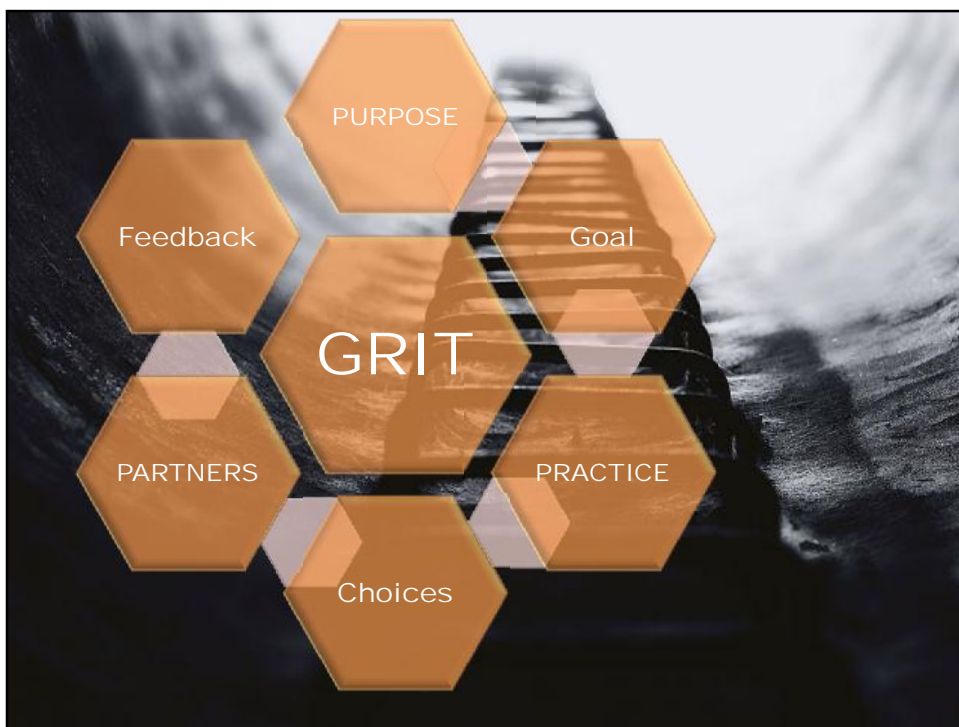 PURPOSE
Feedback
Goal
GRIT
PARTNERS
PRACTICE
Choices